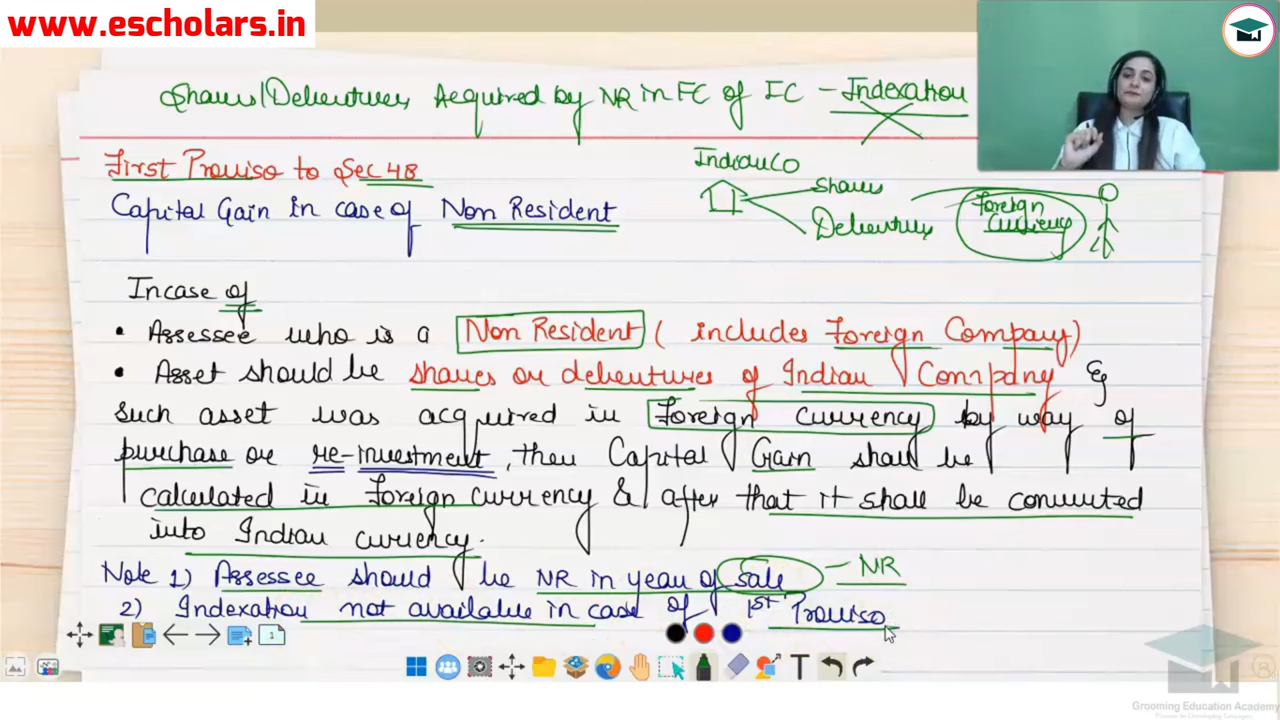 www.escholars.in
Shares/Debentures Acquired by NR in FC of IC - Indexation
First Proviso to Sec 48
Capital Gain in case of Non Resident
Indian Co
Shares
Debentures
Foreign Currency
Incase of
• Assessee who is a Non Resident (includes Foreign Company)
• Asset should be shares or debentures of Indian Company &
such asset was acquired in Foreign currency by way of
purchase or re-investment, then Capital Gain shall be
calculated in Foreign currency & after that it shall be converted
into Indian currency.
Note 1) Assessee should be NR in year of sale - NR
2) Indexation not available in case of 1st Proviso
1
T
Grooming Education Academy